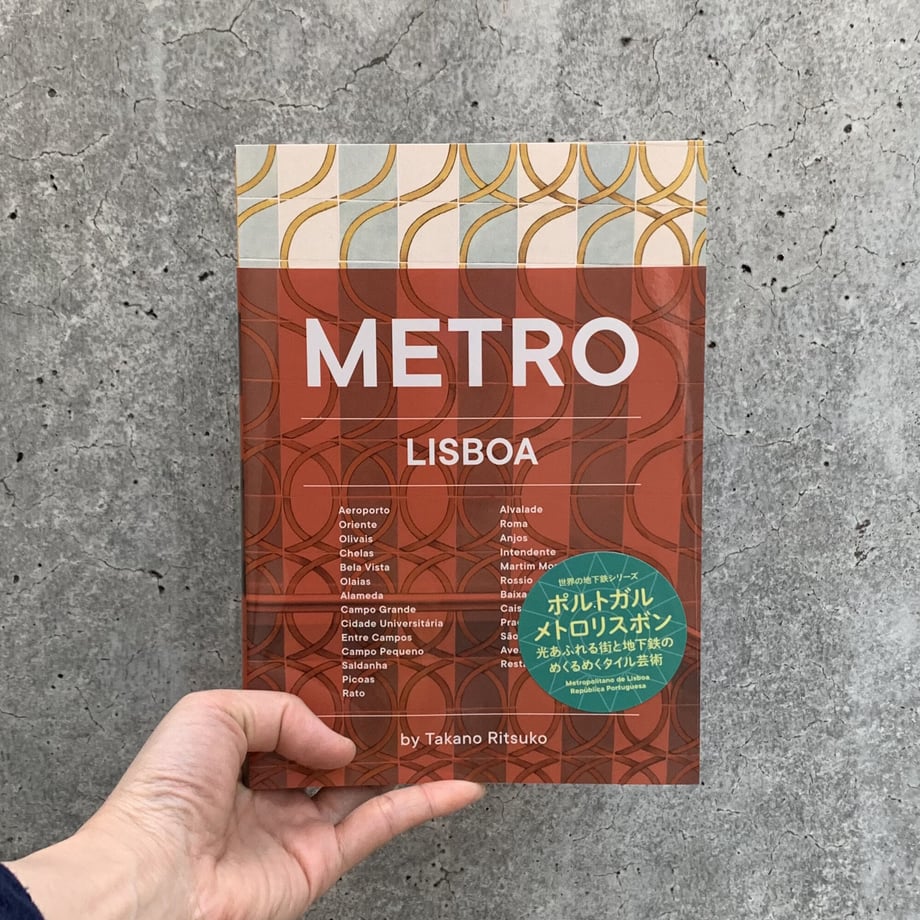 METRO
LISBOA
Aeroporto
Oriente
Olivais
Chelas
Bela Vista
Olaias
Alameda
Campo Grande
Cidade Universitária
Entre Campos
Campo Pequeno
Saldanha
Picoas
Rato
Alvalade
Roma
Anjos
Intendente
Martim
Rossio
Baixa
世界の地下鉄シリーズ
ポルトガル
メトロリスボン
光あふれる街と地下鉄の
めくるめくタイル芸術
Metropolitano de Lisboa
República Portuguesa
by Takano Ritsuko